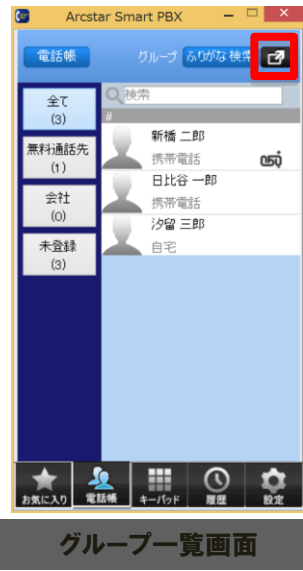 Arcstar Smart PBX
電話帳 グループ ふりがな検索
全て
(3)
無料通話先
(1)
会社
(0)
未登録
(3)
検索
#
新橋 二郎
携帯電話
日比谷 一郎
携帯電話
汐留 三郎
自宅
お気に入り 電話帳 キーパッド 履歴 設定
グループ一覧画面